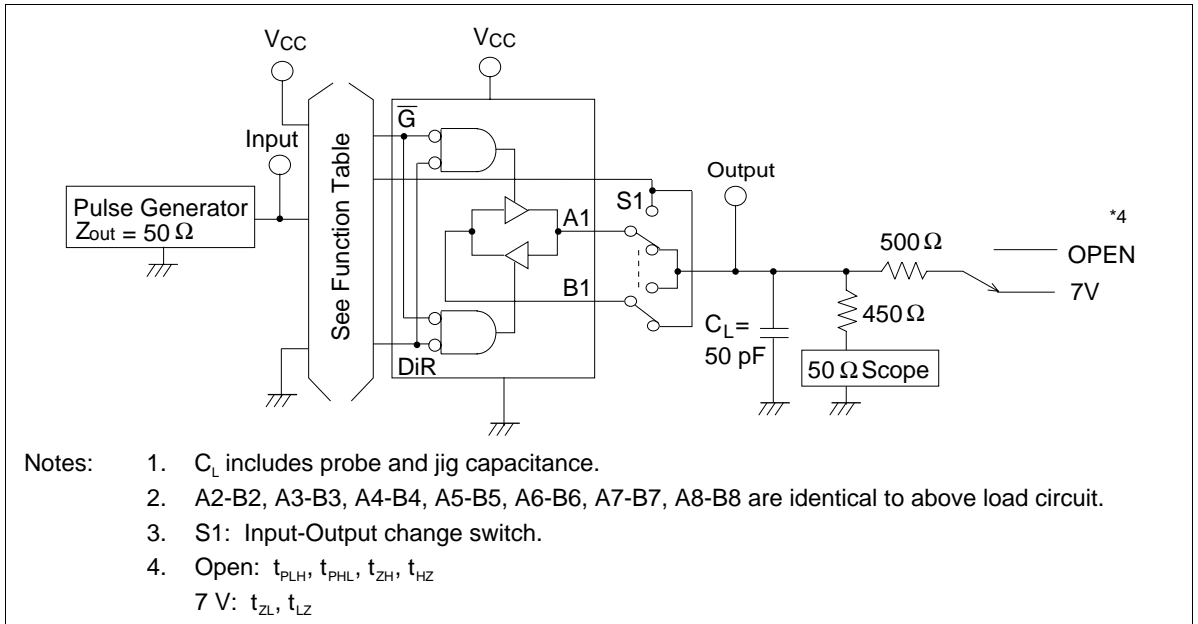 VCC
VCC
Input
Pulse Generator
Zout = 50 Ω
See Function Table
G
DiR
A1
B1
S1
Output
CL=
50 pF
500 Ω
450 Ω
50 Ω Scope
*4
OPEN
7V
Notes: 1. CL includes probe and jig capacitance.
2. A2-B2, A3-B3, A4-B4, A5-B5, A6-B6, A7-B7, A8-B8 are identical to above load circuit.
3. S1: Input-Output change switch.
4. Open: tPLH, tPHL, tZH, tHZ
7 V: tZL, tLZ